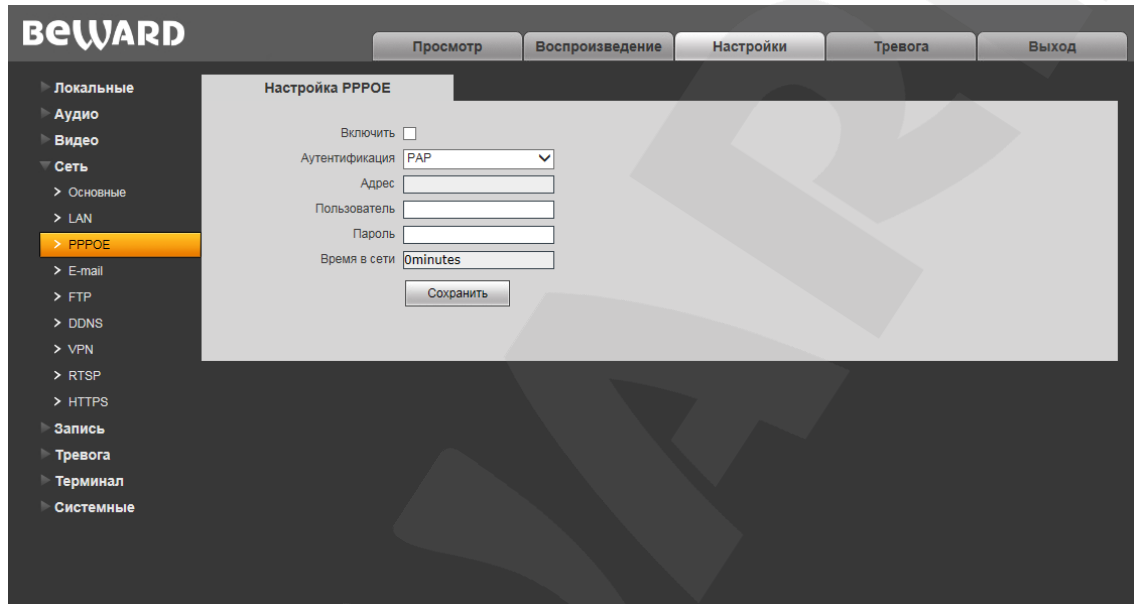 BEWARD
Просмотр Воспроизведение Настройки Тревога Выход
Локальные
Аудио
Видео
Сеть
> Основные
> LAN
> PPPOE
> E-mail
> FTP
> DDNS
> VPN
> RTSP
> HTTPS
Запись
Тревога
Терминал
Системные
Настройка PPPOE
Включить
Аутентификация PAP
Адрес
Пользователь
Пароль
Время в сети 0minutes
Сохранить